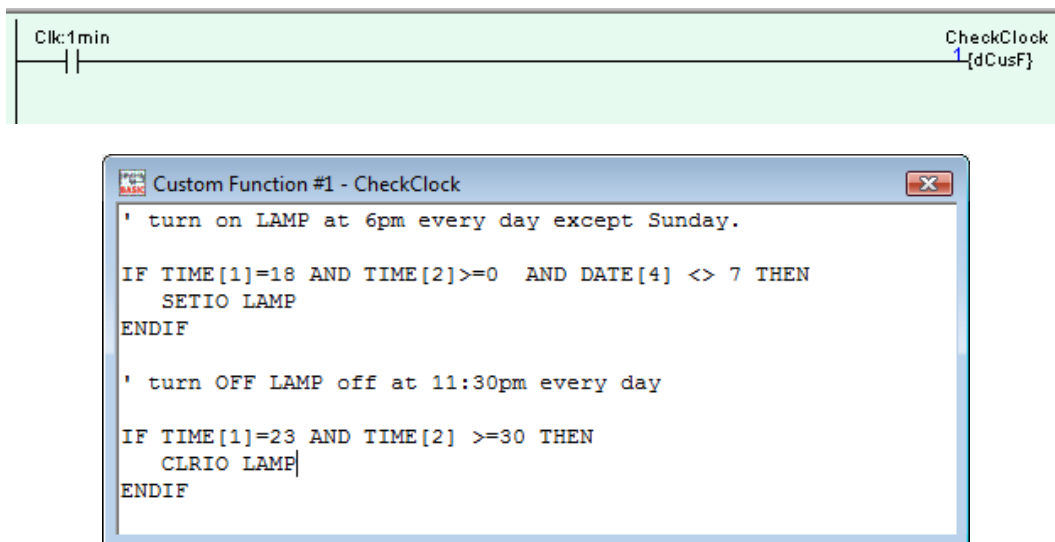 Clk:1min CheckClock
1 {dCusF}
Custom Function #1 - CheckClock
' turn on LAMP at 6pm every day except Sunday.
IF TIME[1]=18 AND TIME[2]>=0  AND DATE[4] <> 7 THEN
SETIO LAMP
ENDIF
' turn OFF LAMP off at 11:30pm every day
IF TIME[1]=23 AND TIME[2] >=30 THEN
CLRIO LAMP
ENDIF